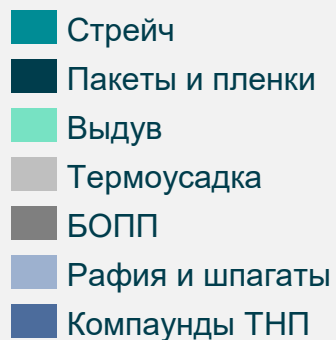 Стрейч
Пакеты и пленки
Выдув
Термоусадка
БОПП
Рафия и шпагаты
Компаунды ТНП